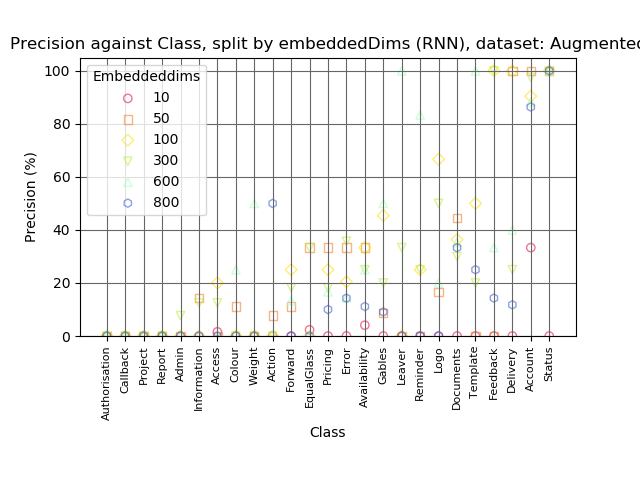 Precision against Class, split by embeddedDims (RNN), dataset: Augmented
Embeddeddims
10
50
100
300
600
800
100
80
60
40
20
0
Precision (%)
Authorisation
Callback
Project
Report
Admin
Information
Access
Colour
Weight
Action
Forward
EqualGlass
Pricing
Error
Availability
Gables
Leaver
Reminder
Logo
Documents
Template
Feedback
Delivery
Account
Status
Class